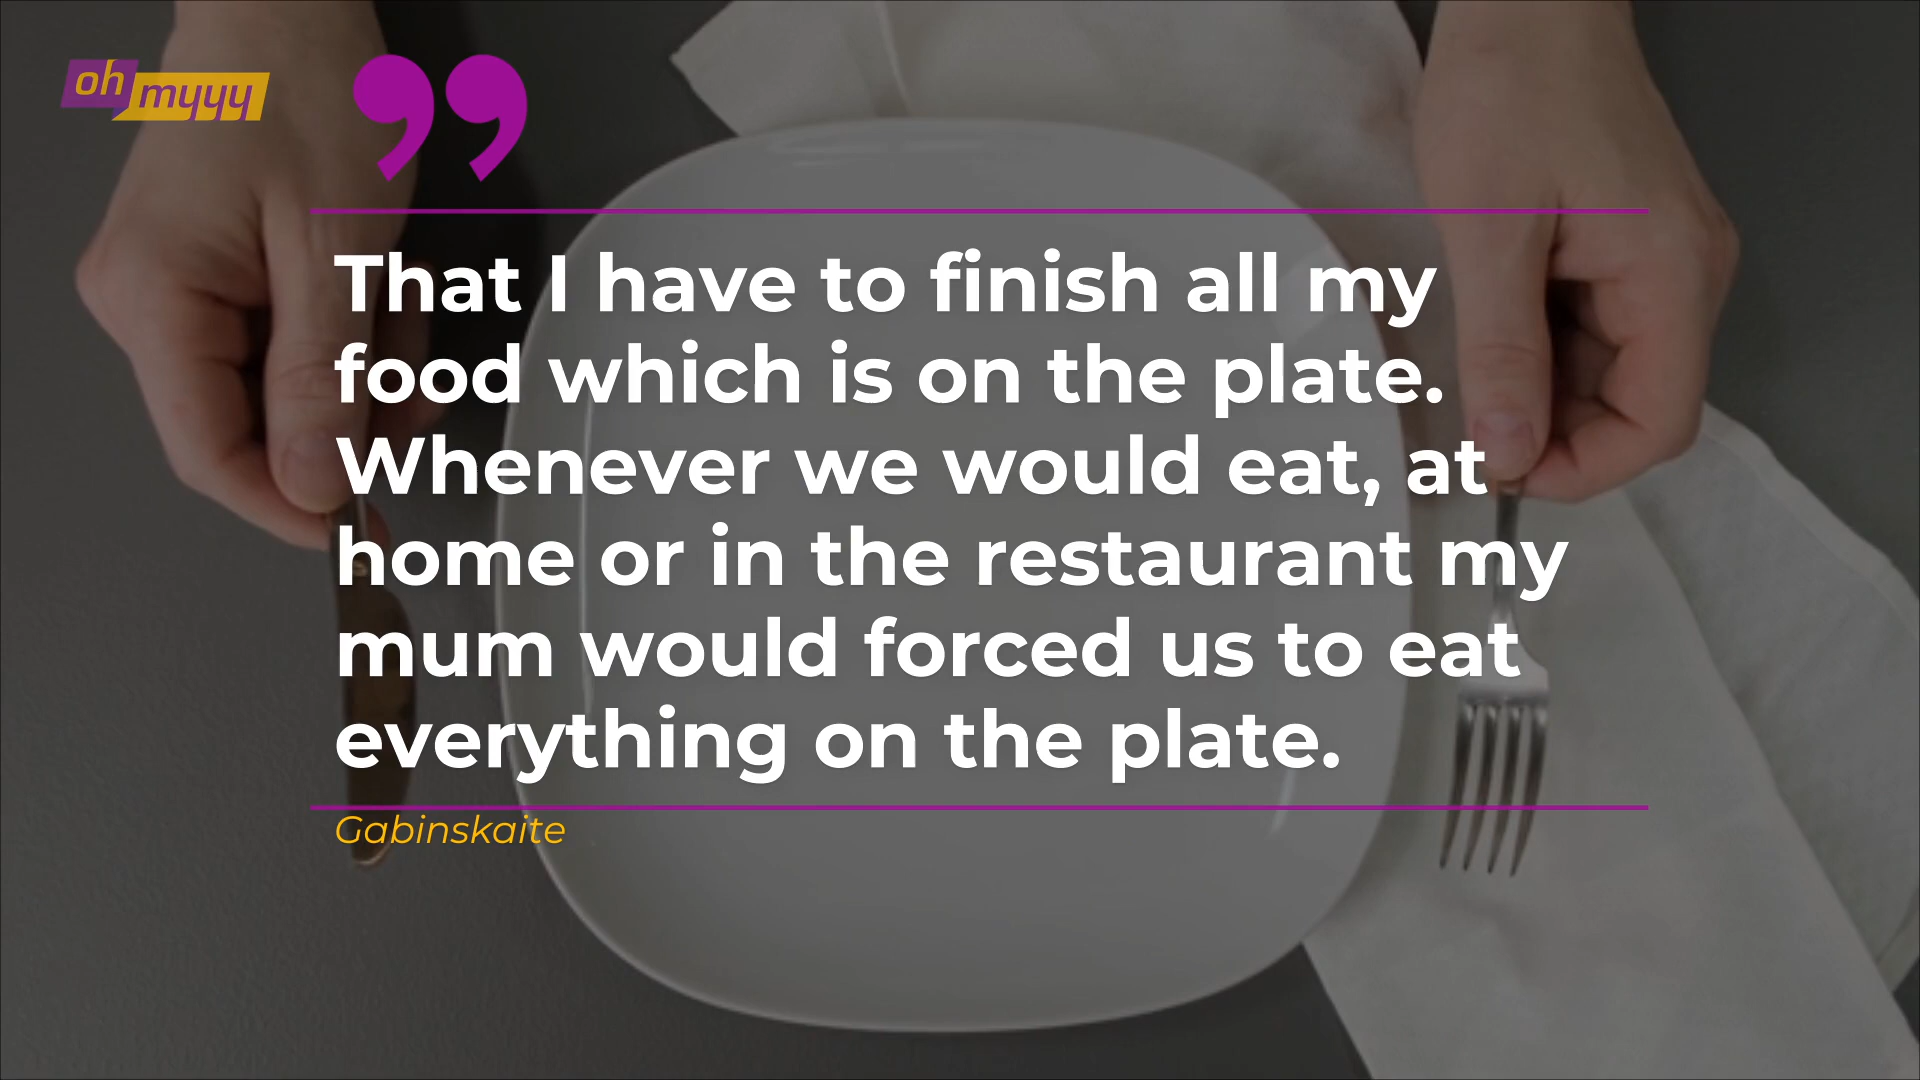 oh
myyy
”
That I have to finish all my
food which is on the plate.
Whenever we would eat, at
home or in the restaurant my
mum would forced us to eat
everything on the plate.
Gabinskaite